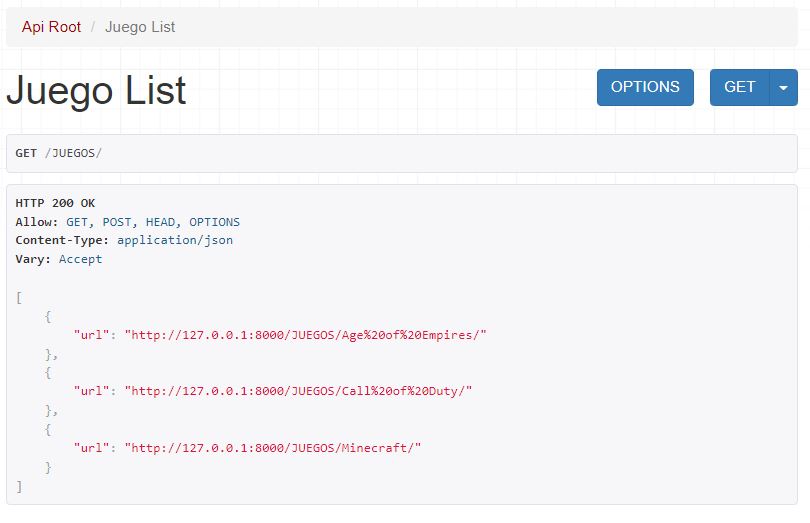 Api Root / Juego List
Juego List
OPTIONS GET
GET /JUEGOS/
HTTP 200 OK
Allow: GET, POST, HEAD, OPTIONS
Content-Type: application/json
Vary: Accept
[
    {
        "url": "http://127.0.0.1:8000/JUEGOS/Age%20of%20Empires/"
    },
    {
        "url": "http://127.0.0.1:8000/JUEGOS/Call%20of%20Duty/"
    },
    {
        "url": "http://127.0.0.1:8000/JUEGOS/Minecraft/"
    }
]